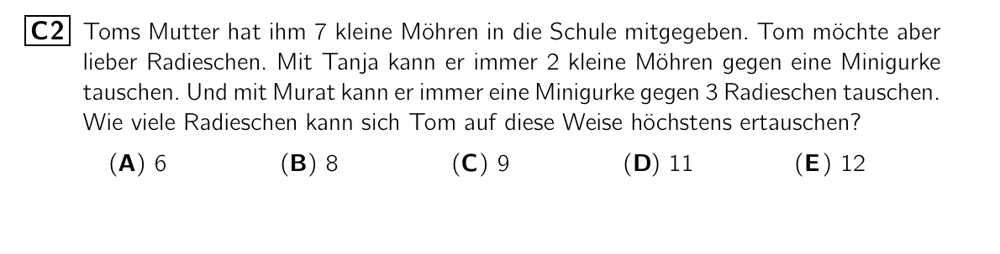 C2 Toms Mutter hat ihm 7 kleine Möhren in die Schule mitgegeben. Tom möchte aber
lieber Radieschen. Mit Tanja kann er immer 2 kleine Möhren gegen eine Minigurke
tauschen. Und mit Murat kann er immer eine Minigurke gegen 3 Radieschen tauschen.
Wie viele Radieschen kann sich Tom auf diese Weise höchstens ertauschen?
(A) 6 (B) 8 (C) 9 (D) 11 (E) 12